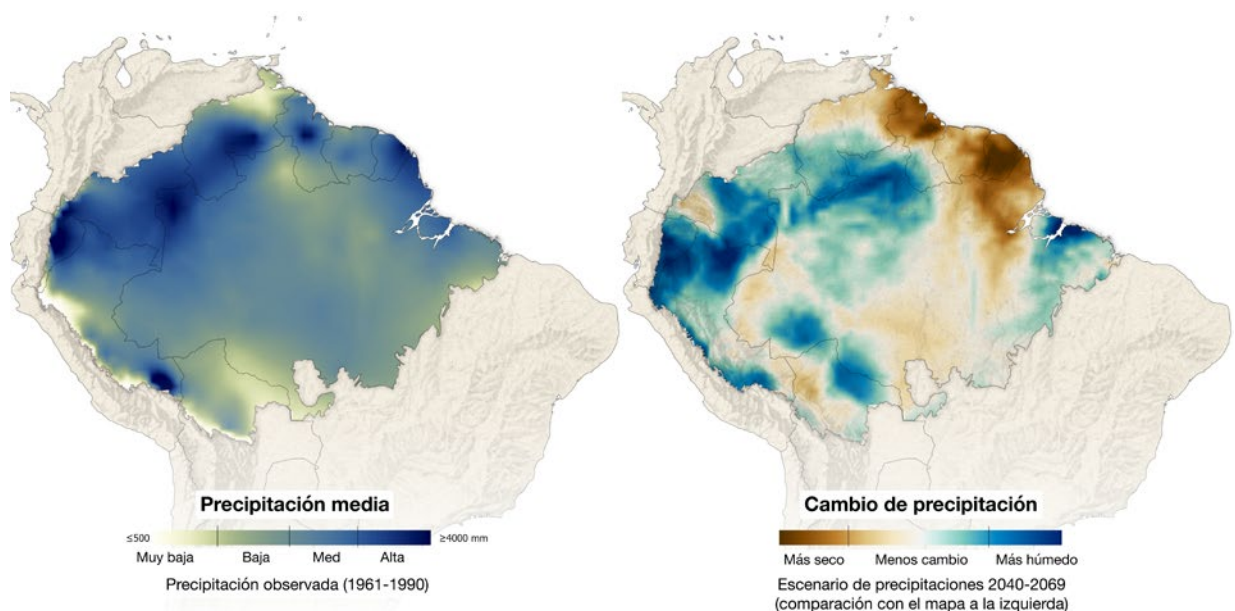 Precipitación media
≤500
≥4000 mm
Muy baja Baja Med Alta
Precipitación observada (1961-1990)
Cambio de precipitación
Más seco Menos cambio Más húmedo
Escenario de precipitaciones 2040-2069
(comparación con el mapa a la izquierda)